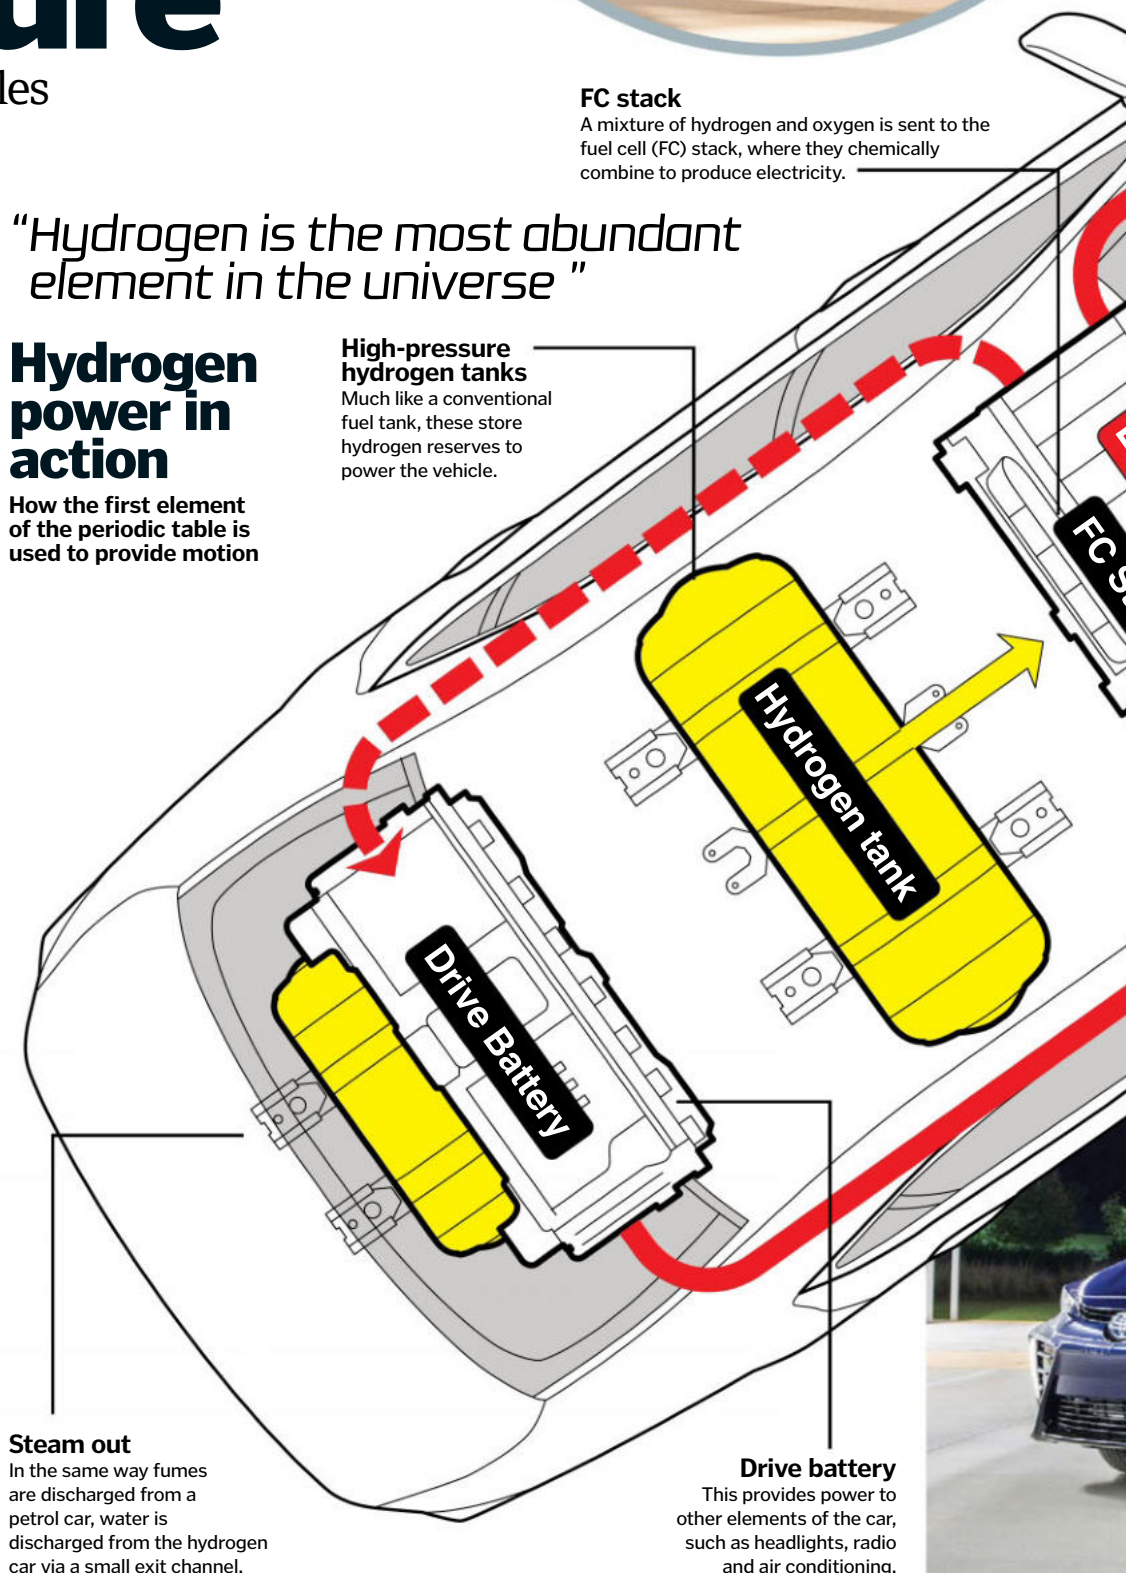 ure
les
FC stack
A mixture of hydrogen and oxygen is sent to the
fuel cell (FC) stack, where they chemically
combine to produce electricity.
“Hydrogen is the most abundant
element in the universe ”
Hydrogen
power in
action
How the first element
of the periodic table is
used to provide motion
High-pressure
hydrogen tanks
Much like a conventional
fuel tank, these store
hydrogen reserves to
power the vehicle.
FC S
Hydrogen tank
Drive Battery
Steam out
In the same way fumes
are discharged from a
petrol car, water is
discharged from the hydrogen
car via a small exit channel.
Drive battery
This provides power to
other elements of the car,
such as headlights, radio
and air conditioning.